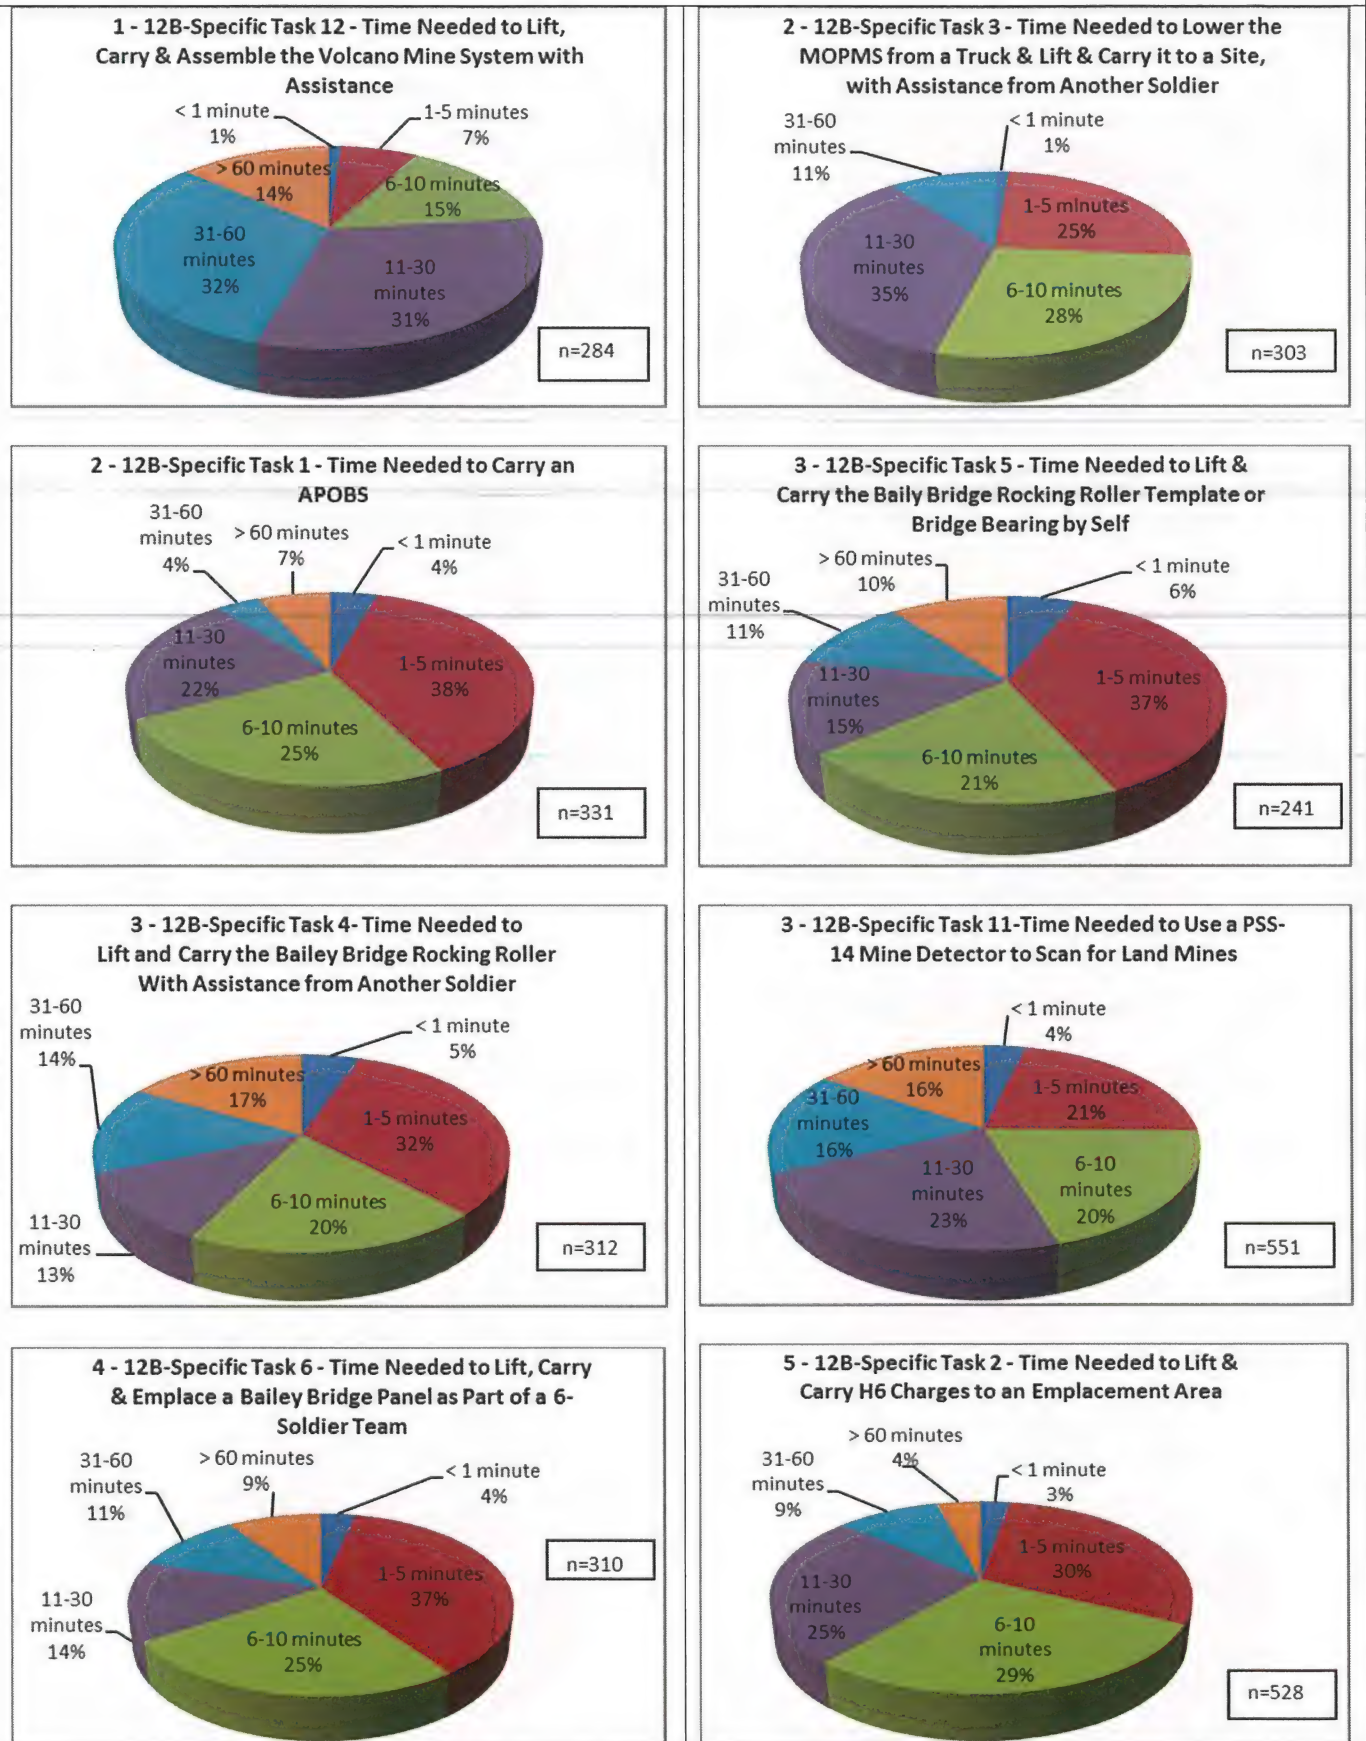 1 - 12B-Specific Task 12 - Time Needed to Lift,
Carry & Assemble the Volcano Mine System with
Assistance
< 1 minute
1%
1-5 minutes
7%
> 60 minutes
14%
6-10 minutes
15%
31-60
minutes
32%
11-30
minutes
31%
n=284
2 - 12B-Specific Task 3 - Time Needed to Lower the
MOPMS from a Truck & Lift & Carry it to a Site,
with Assistance from Another Soldier
31-60
minutes
11%
< 1 minute
1%
1-5 minutes
25%
11-30
minutes
35%
6-10 minutes
28%
n=303
2 - 12B-Specific Task 1 - Time Needed to Carry an
APOBS
31-60
minutes
4%
> 60 minutes
7%
< 1 minute
4%
11-30
minutes
22%
1-5 minutes
38%
6-10 minutes
25%
n=331
3 - 12B-Specific Task 5 - Time Needed to Lift &
Carry the Baily Bridge Rocking Roller Template or
Bridge Bearing by Self
31-60
minutes
11%
> 60 minutes
10%
< 1 minute
6%
11-30
minutes
15%
1-5 minutes
37%
6-10 minutes
21%
n=241
3 - 12B-Specific Task 4- Time Needed to
Lift and Carry the Bailey Bridge Rocking Roller
With Assistance from Another Soldier
31-60
minutes
14%
< 1 minute
5%
> 60 minutes
17%
1-5 minutes
32%
6-10 minutes
20%
11-30
minutes
13%
n=312
3 - 12B-Specific Task 11-Time Needed to Use a PSS-
14 Mine Detector to Scan for Land Mines
< 1 minute
4%
> 60 minutes
16%
1-5 minutes
21%
31-60
minutes
16%
11-30
minutes
23%
6-10
minutes
20%
n=551
4 - 12B-Specific Task 6 - Time Needed to Lift, Carry
& Emplace a Bailey Bridge Panel as Part of a 6-
Soldier Team
31-60
minutes
11%
> 60 minutes
9%
< 1 minute
4%
n=310
1-5 minutes
37%
11-30
minutes
14%
6-10 minutes
25%
5 - 12B-Specific Task 2 - Time Needed to Lift &
Carry H6 Charges to an Emplacement Area
31-60
minutes
9%
> 60 minutes
4%
< 1 minute
3%
1-5 minutes
30%
11-30
minutes
25%
6-10
minutes
29%
n=528